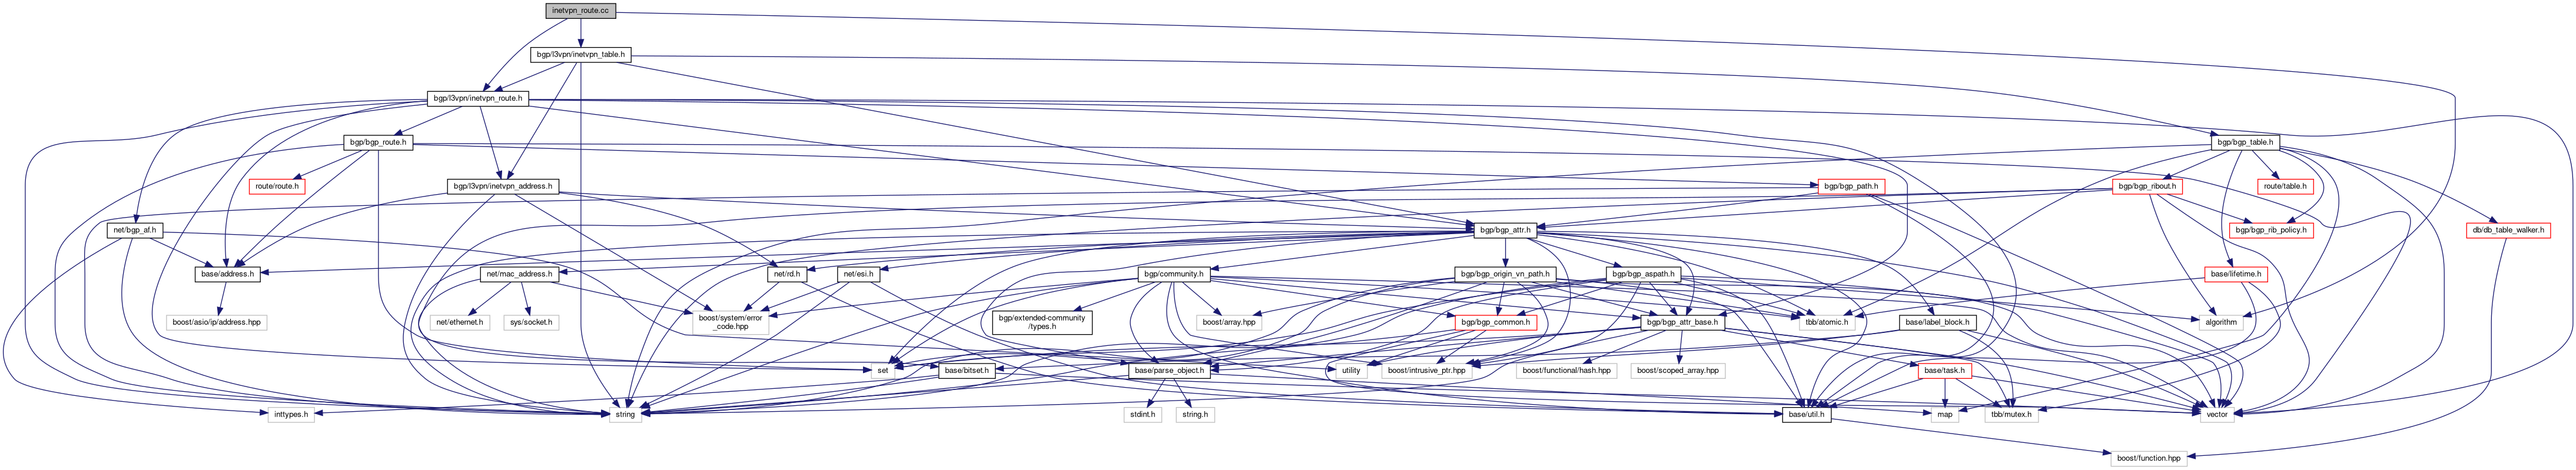 inetvpn_route.cc
bgp/l3vpn/inetvpn_table.h
bgp/l3vpn/inetvpn_route.h
bgp/bgp_route.h
bgp/bgp_table.h
route/route.h
bgp/l3vpn/inetvpn_address.h
bgp/bgp_path.h
bgp/bgp_ribout.h
route/table.h
net/bgp_af.h
bgp/bgp_attr.h
bgp/bgp_rib_policy.h
db/db_table_walker.h
base/address.h
net/mac_address.h
net/rd.h
net/esi.h
bgp/community.h
bgp/bgp_origin_vn_path.h
bgp/bgp_aspath.h
base/lifetime.h
boost/asio/ip/address.hpp
net/ethernet.h
sys/socket.h
boost/system/error
_code.hpp
bgp/extended-community
/types.h
boost/array.hpp
bgp/bgp_common.h
bgp/bgp_attr_base.h
tbb/atomic.h
base/label_block.h
algorithm
set
base/bitset.h
base/parse_object.h
utility
boost/intrusive_ptr.hpp
boost/functional/hash.hpp
boost/scoped_array.hpp
base/task.h
inttypes.h
string
stdint.h
string.h
base/util.h
map
tbb/mutex.h
vector
boost/function.hpp